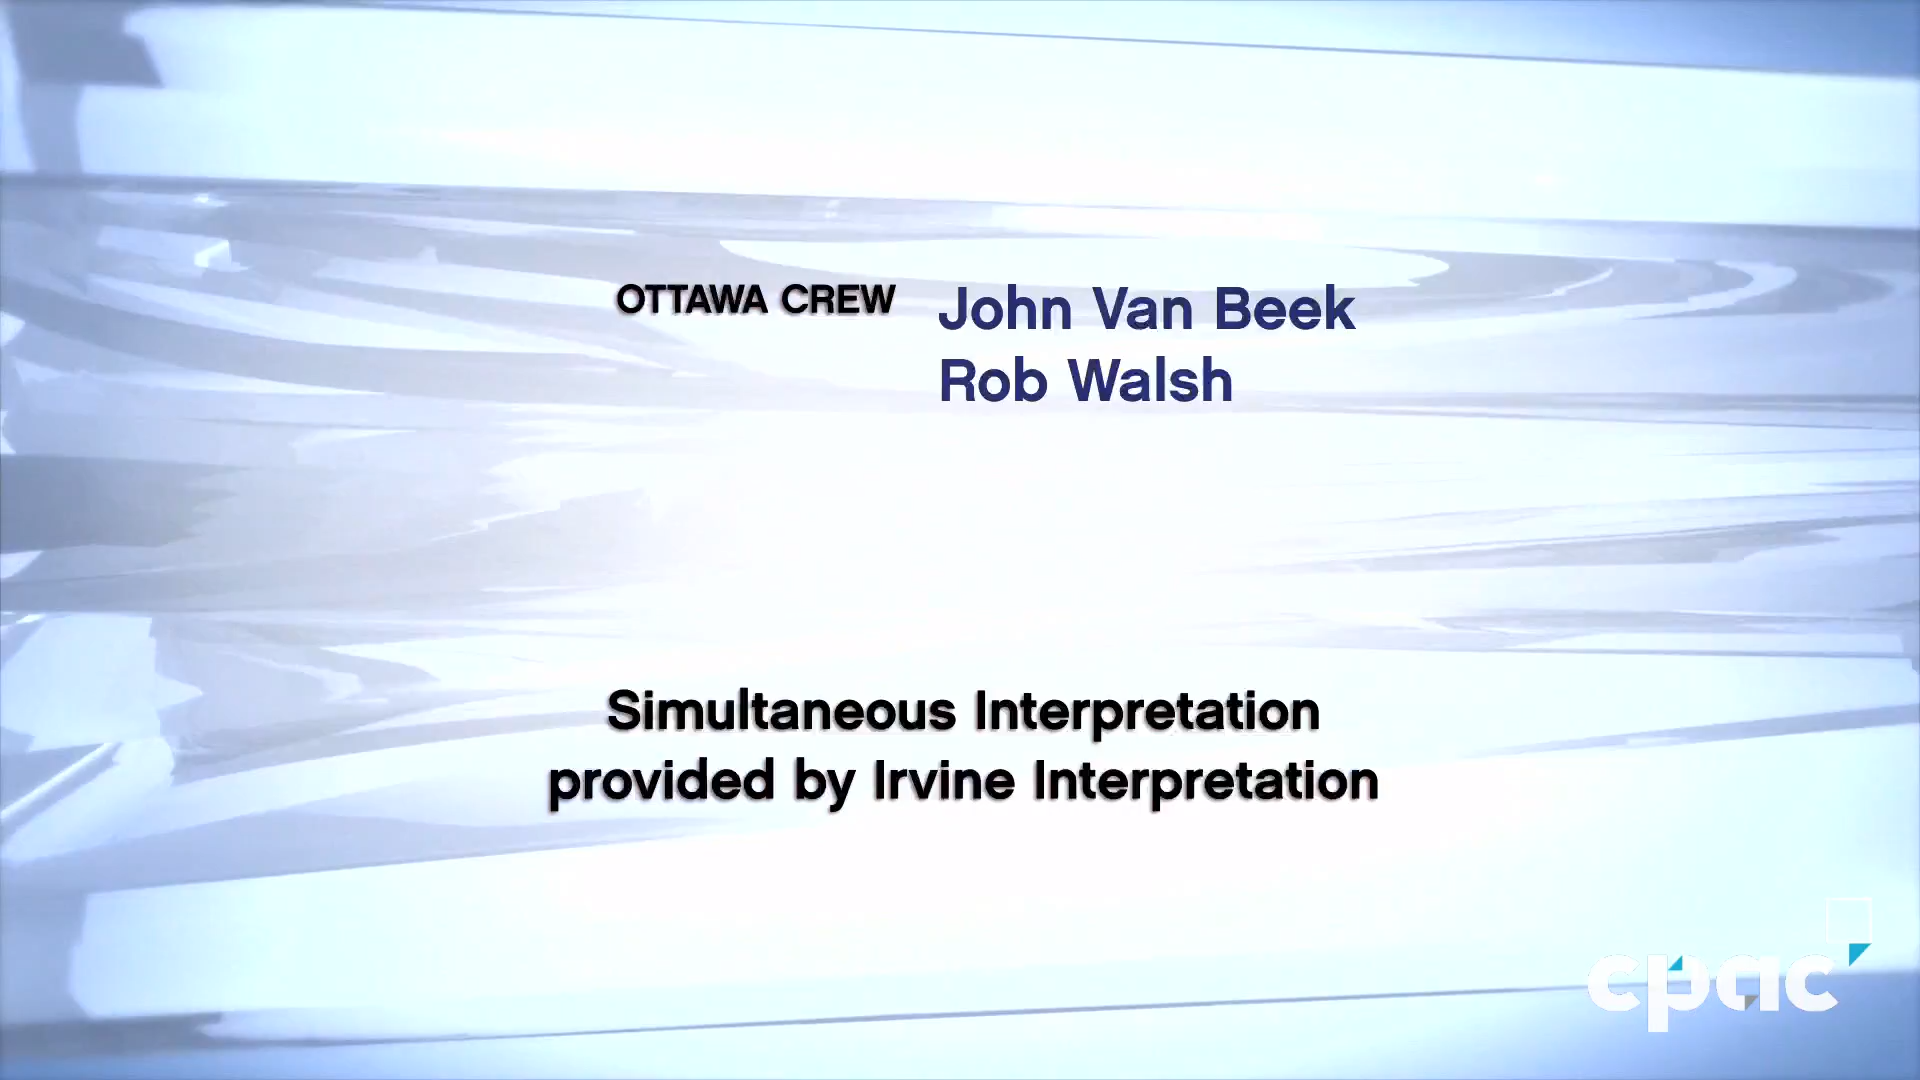 OTTAWA CREW John Van Beek
Rob Walsh
Simultaneous Interpretation
provided by Irvine Interpretation
cpac